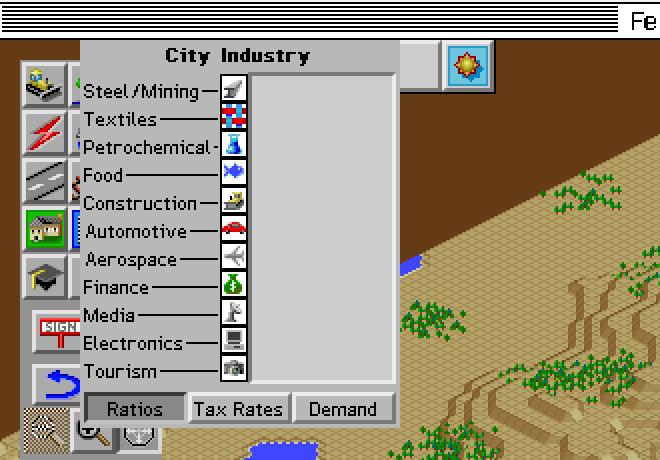 Fe
City Industry
Steel/Mining
Textiles
Petrochemical
Food
Construction
Automotive
Aerospace
Finance
Media
Electronics
Tourism
SIGN
Ratios Tax Rates Demand